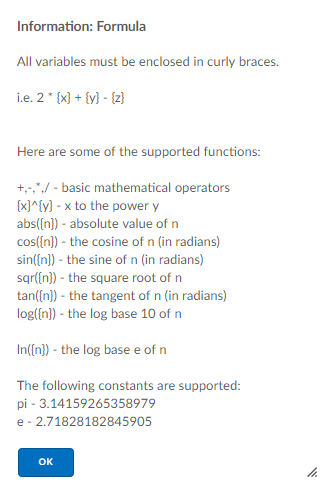 Information: Formula
All variables must be enclosed in curly braces.
i.e. 2 * {x} + {y} - {z}
Here are some of the supported functions:
+,-,*,/ - basic mathematical operators
{x}^{y} - x to the power y
abs({n}) - absolute value of n
cos({n}) - the cosine of n (in radians)
sin({n}) - the sine of n (in radians)
sqr({n}) - the square root of n
tan({n}) - the tangent of n (in radians)
log({n}) - the log base 10 of n
ln({n}) - the log base e of n
The following constants are supported:
pi - 3.14159265358979
e - 2.71828182845905
OK